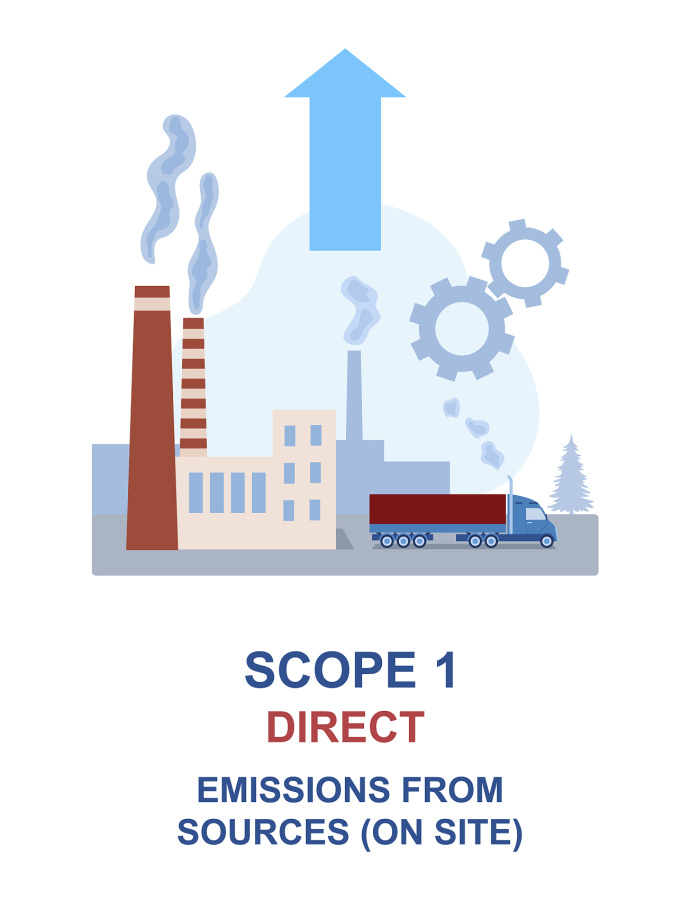 SCOPE 1
DIRECT
EMISSIONS FROM
SOURCES (ON SITE)